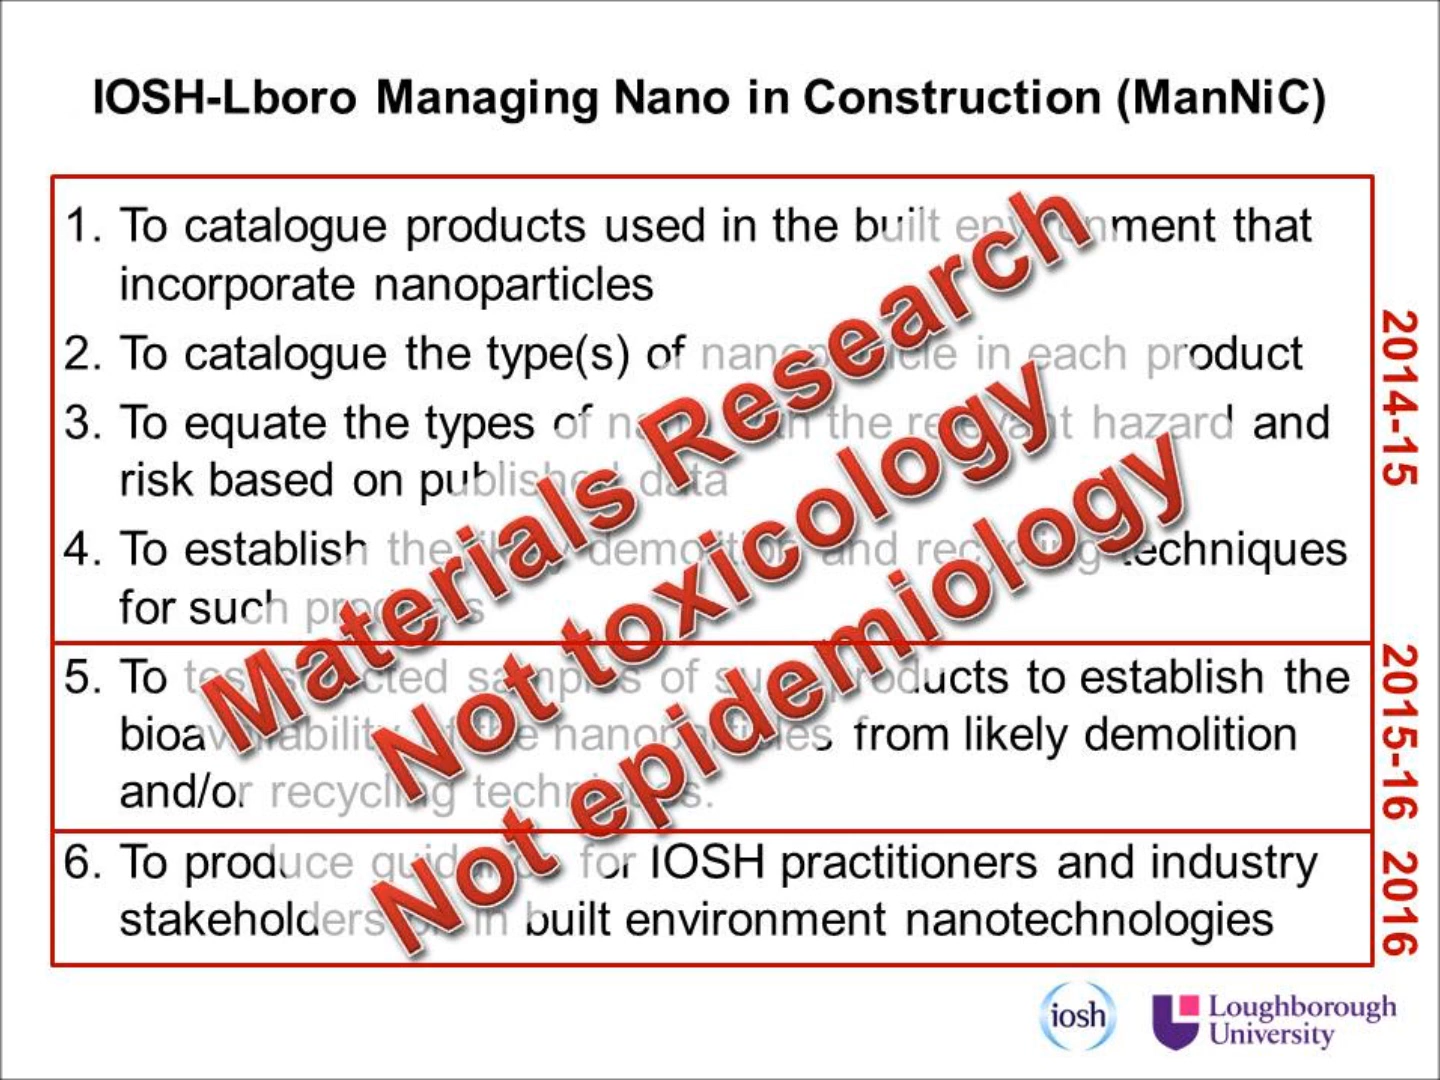 IOSH-Lboro Managing Nano in Construction (ManNiC)
1. To catalogue products used in the built environment that
incorporate nanoparticles
2. To catalogue the type(s) of nanoparticle in each product
3. To equate the types of with the relevant hazard and
risk based on published data
4. To establish the likely demolition and recycling techniques
for such products
2014-15
5. To test selected samples of such products to establish the
bioavailability of the nanoparticles from likely demolition
and/or recycling techniques.
2015-16
6. To produce guidance for IOSH practitioners and industry
stakeholders in built environment nanotechnologies
2016
Materials Research
Not toxicology
Not epidemiology
iosh
Loughborough
University